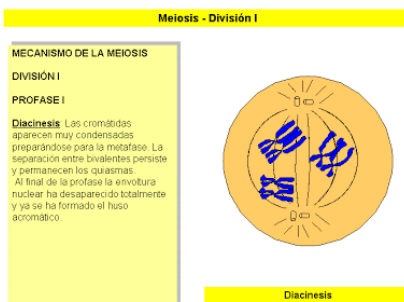 Meiosis - División I
MECANISMO DE LA MEIOSIS
DIVISIÓN I
PROFASE I
Diacinesis: Las cromátidas
aparecen muy condensadas
preparándose para la metafase. La
separación entre bivalentes persiste
y permanecen los quiasmas.
Al final de la profase la envoltura
nuclear ha desaparecido totalmente
y ya se ha formado el huso
acromático.
Diacinesis